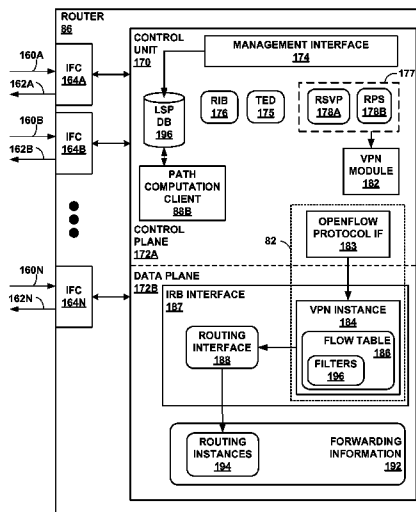 ROUTER
86
160A
IFC
164A
162A
160B
IFC
164B
162B
160N
IFC
164N
162N
CONTROL
UNIT
170
MANAGEMENT INTERFACE
174
177
LSP
DB
196
RIB
176
TED
175
RSVP
178A
RPS
178B
PATH
COMPUTATION
CLIENT
88B
VPN
MODULE
182
CONTROL
PLANE
172A
82
OPENFLOW
PROTOCOL IF
183
DATA PLANE
172B
IRB INTERFACE
187
VPN INSTANCE
184
FLOW TABLE
186
FILTERS
196
ROUTING
INTERFACE
188
ROUTING
INSTANCES
194
FORWARDING
INFORMATION
192